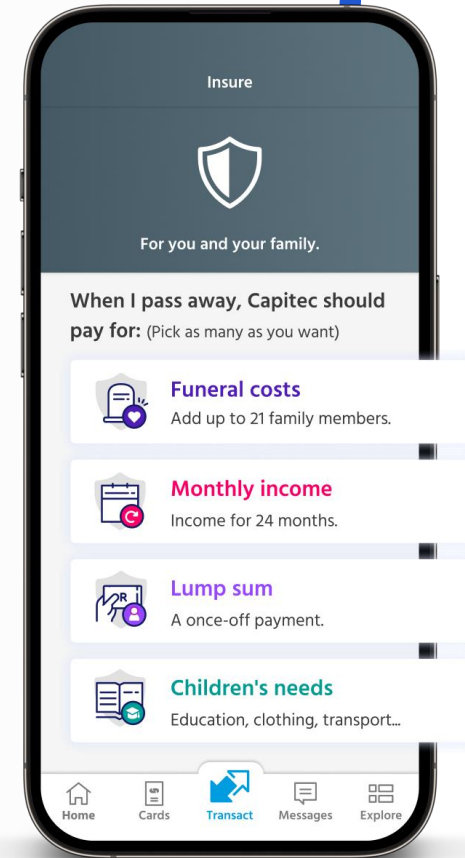 Insure
For you and your family.
When I pass away, Capitec should
pay for: (Pick as many as you want)
Funeral costs
Add up to 21 family members.
Monthly income
Income for 24 months.
Lump sum
A once-off payment.
Children's needs
Education, clothing, transport...
Home Cards Transact Messages Explore